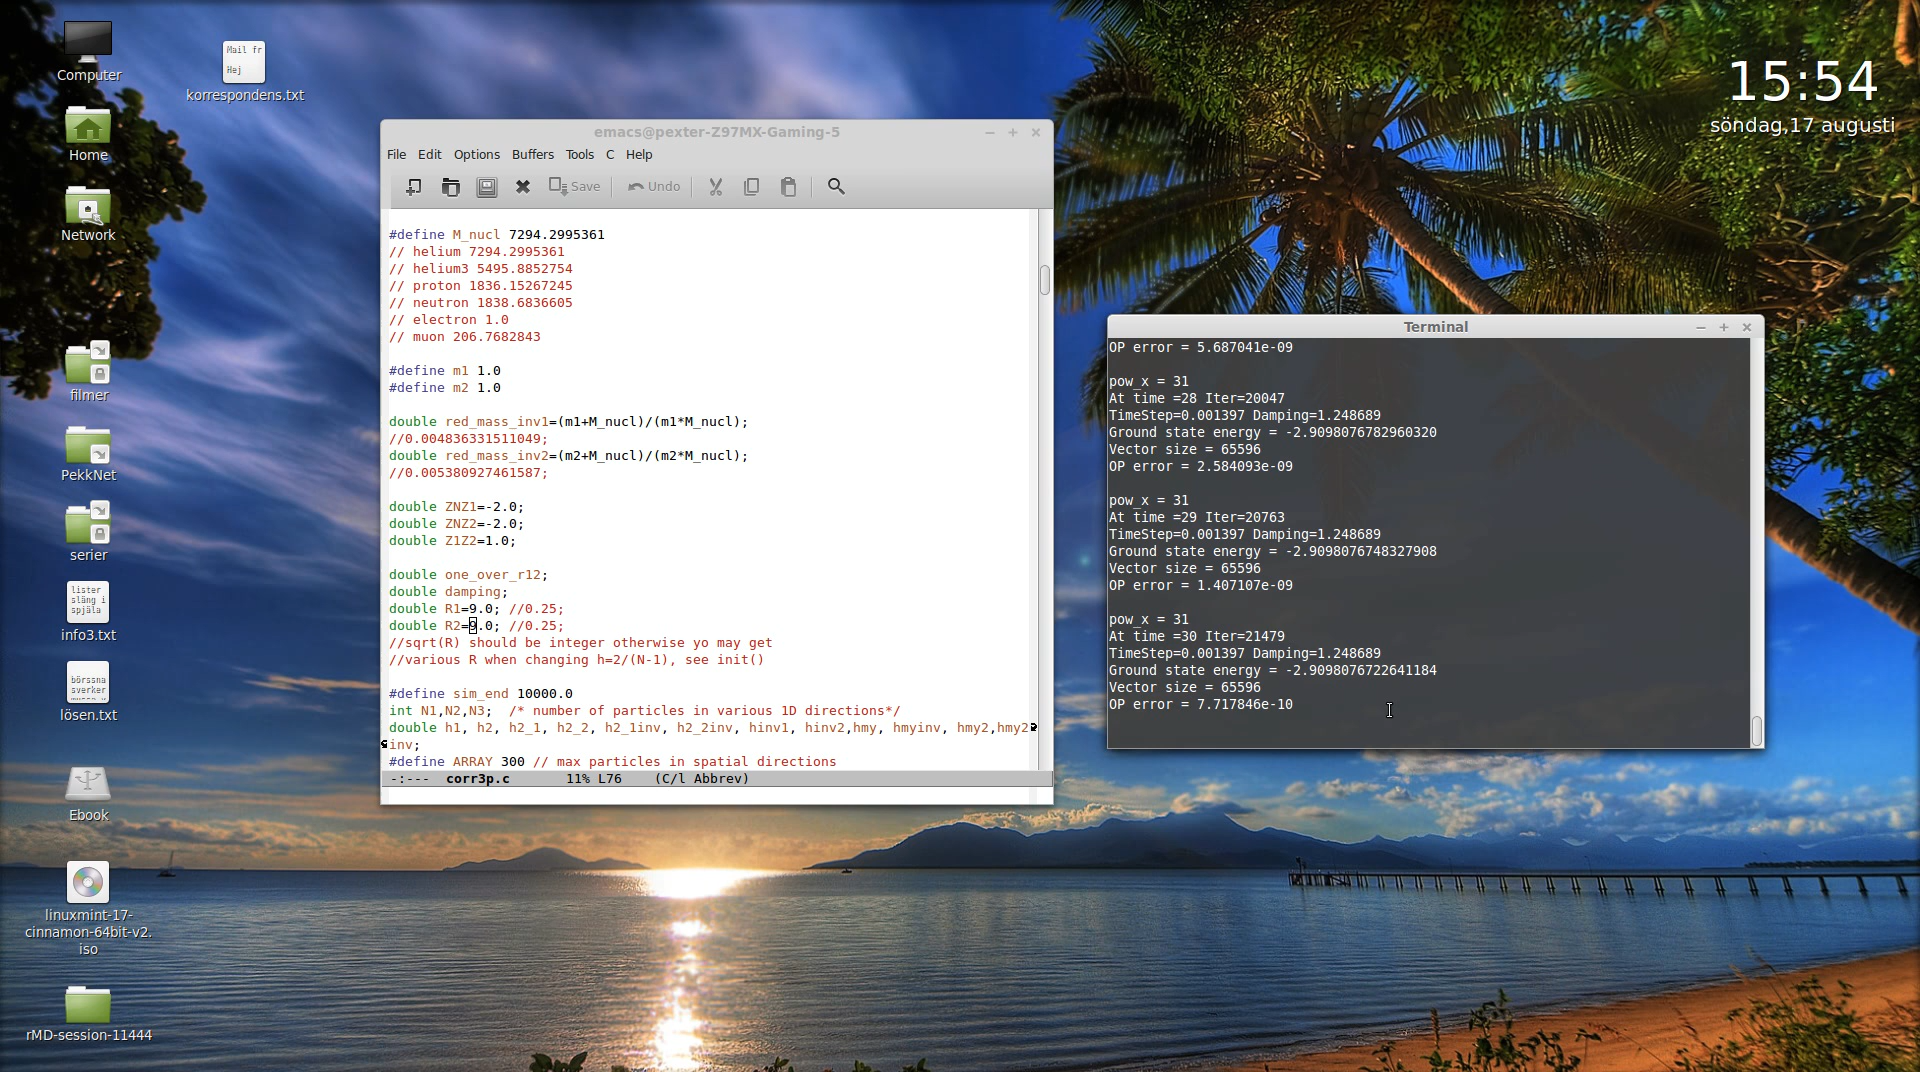 Computer
Home
Network
filmer
PekkNet
serier
lister
släng i
spjäla
info3.txt
börssna
sverker
lösen.txt
Ebook
linuxmint-17-
cinnamon-64bit-v2.
iso
rMD-session-11444
Mail fr
Hej
korrespondens.txt
emacs@pexter-Z97MX-Gaming-5
File Edit Options Buffers Tools C Help
Save Undo
#define M_nucl 7294.2995361
// helium 7294.2995361
// helium3 5495.8852754
// proton 1836.15267245
// neutron 1838.6836605
// electron 1.0
// muon 206.7682843
#define m1 1.0
#define m2 1.0
double red_mass_inv1=(m1+M_nucl)/(m1*M_nucl);
//0.004836331511049;
double red_mass_inv2=(m2+M_nucl)/(m2*M_nucl);
//0.005380927461587;
double ZNZ1=-2.0;
double ZNZ2=-2.0;
double Z1Z2=1.0;
double one_over_r12;
double damping;
double R1=9.0; //0.25;
double R2=9.0; //0.25;
//sqrt(R) should be integer otherwise yo may get
//various R when changing h=2/(N-1), see init()
#define sim_end 10000.0
int N1,N2,N3;  /* number of particles in various 1D directions*/
double h1, h2, h2_1, h2_2, h2_1inv, h2_2inv, hinv1, hinv2,hmy, hmyinv, hmy2,hmy2
inv;
#define ARRAY 300 // max particles in spatial directions
-:---  corr3p.c       11% L76    (C/l Abbrev)
15:54
söndag,17 augusti
Terminal
OP error = 5.687041e-09
pow_x = 31
At time =28 Iter=20047
TimeStep=0.001397 Damping=1.248689
Ground state energy = -2.9098076782960320
Vector size = 65596
OP error = 2.584093e-09
pow_x = 31
At time =29 Iter=20763
TimeStep=0.001397 Damping=1.248689
Ground state energy = -2.9098076748327908
Vector size = 65596
OP error = 1.407107e-09
pow_x = 31
At time =30 Iter=21479
TimeStep=0.001397 Damping=1.248689
Ground state energy = -2.9098076722641184
Vector size = 65596
OP error = 7.717846e-10